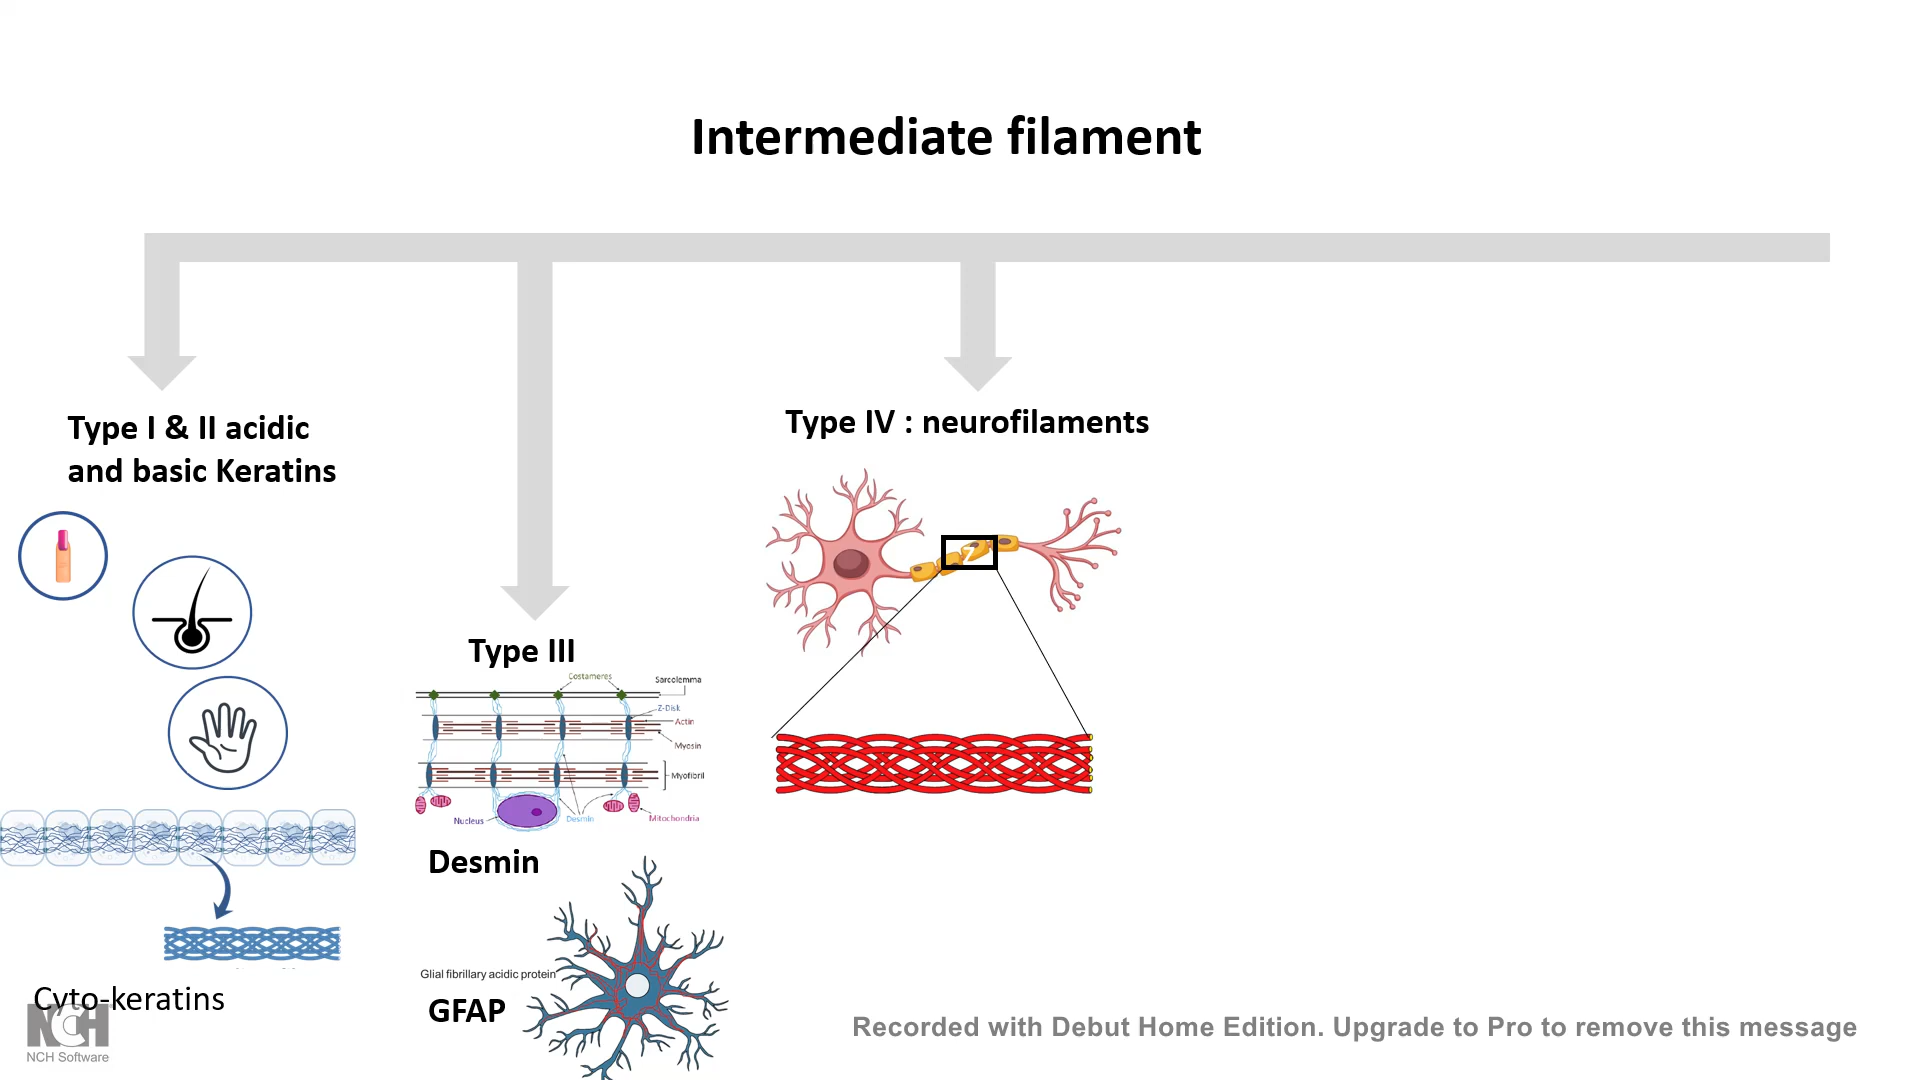 Intermediate filament
Type I & II acidic
and basic Keratins
Type IV : neurofilaments
Type III
Costameres
Sarcolemma
Z-Disk
Actin
Myosin
Myofibril
Nucleus
Desmin
Mitochondria
Desmin
Glial fibrillary acidic protein
GFAP
Cyto-keratins
NCH
NCH Software
Recorded with Debut Home Edition. Upgrade to Pro to remove this message